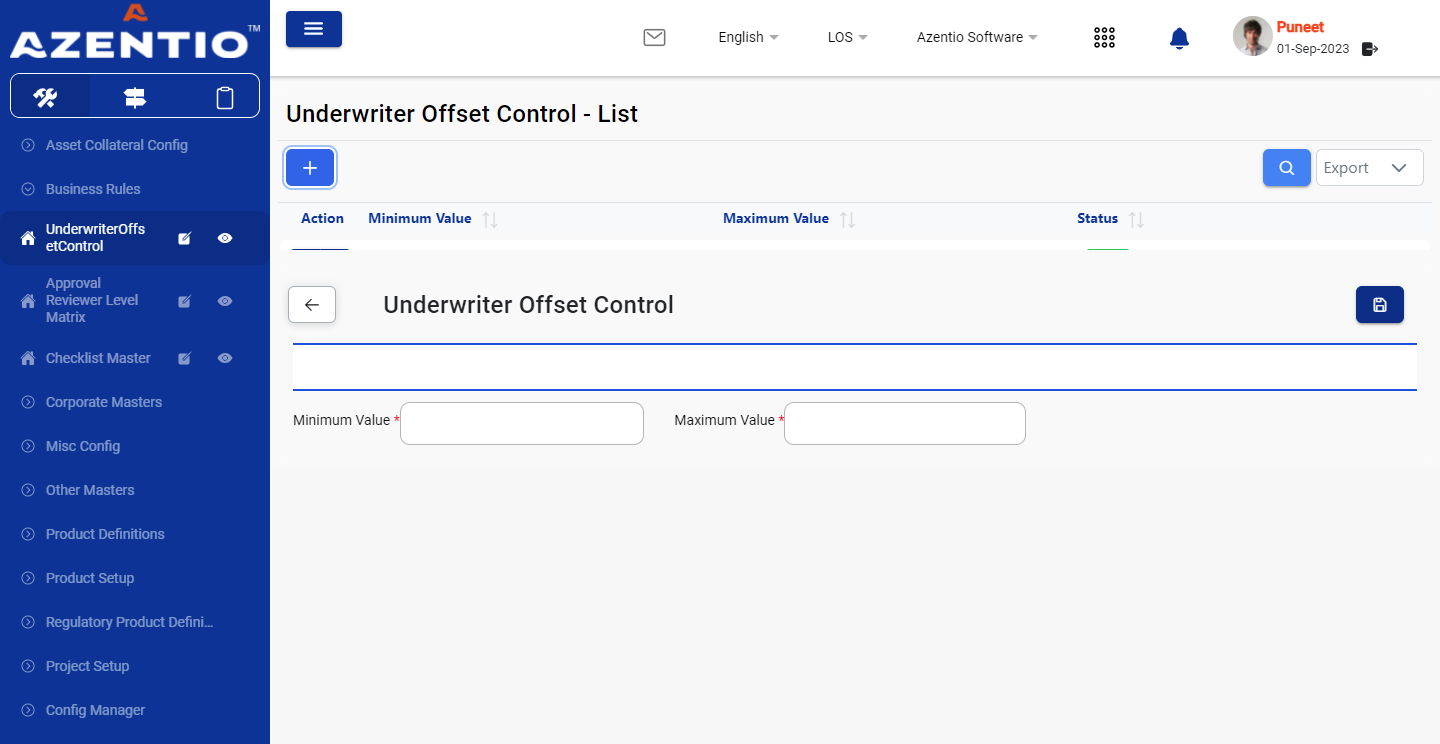 AZENTIO™
English
LOS
Azentio Software
Puneet
01-Sep-2023
Asset Collateral Config
Business Rules
UnderwriterOffs
etControl
Approval
Reviewer Level
Matrix
Checklist Master
Corporate Masters
Misc Config
Other Masters
Product Definitions
Product Setup
Regulatory Product Defini...
Project Setup
Config Manager
Underwriter Offset Control - List
Export
Action Minimum Value Maximum Value Status
Underwriter Offset Control
Minimum Value * Maximum Value *